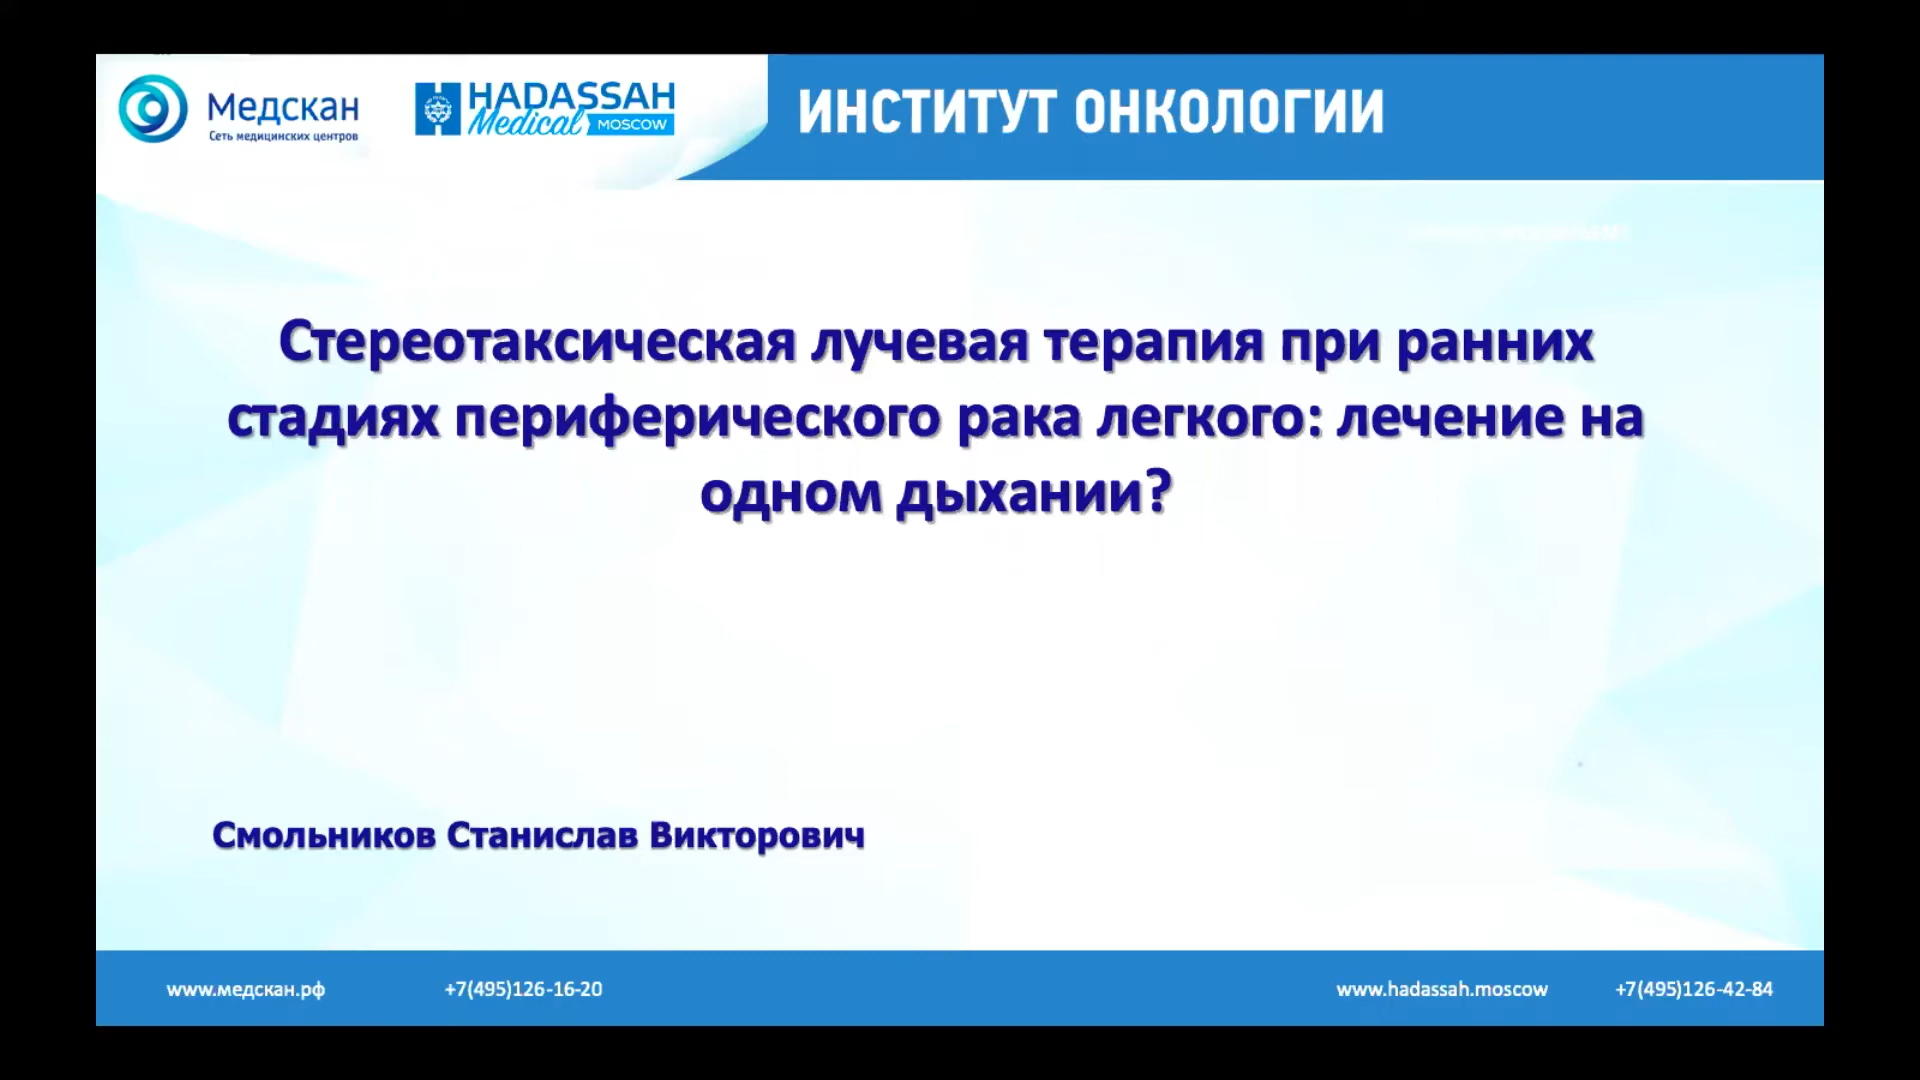 Медскан
Сеть медицинских центров
HADASSAH
Medical MOSCOW
ИНСТИТУТ ОНКОЛОГИИ
Стереотаксическая лучевая терапия при ранних
стадиях периферического рака легкого: лечение на
одном дыхании?
Смольников Станислав Викторович
www.медскан.рф +7(495)126-16-20 www.hadassah.moscow +7(495)126-42-84